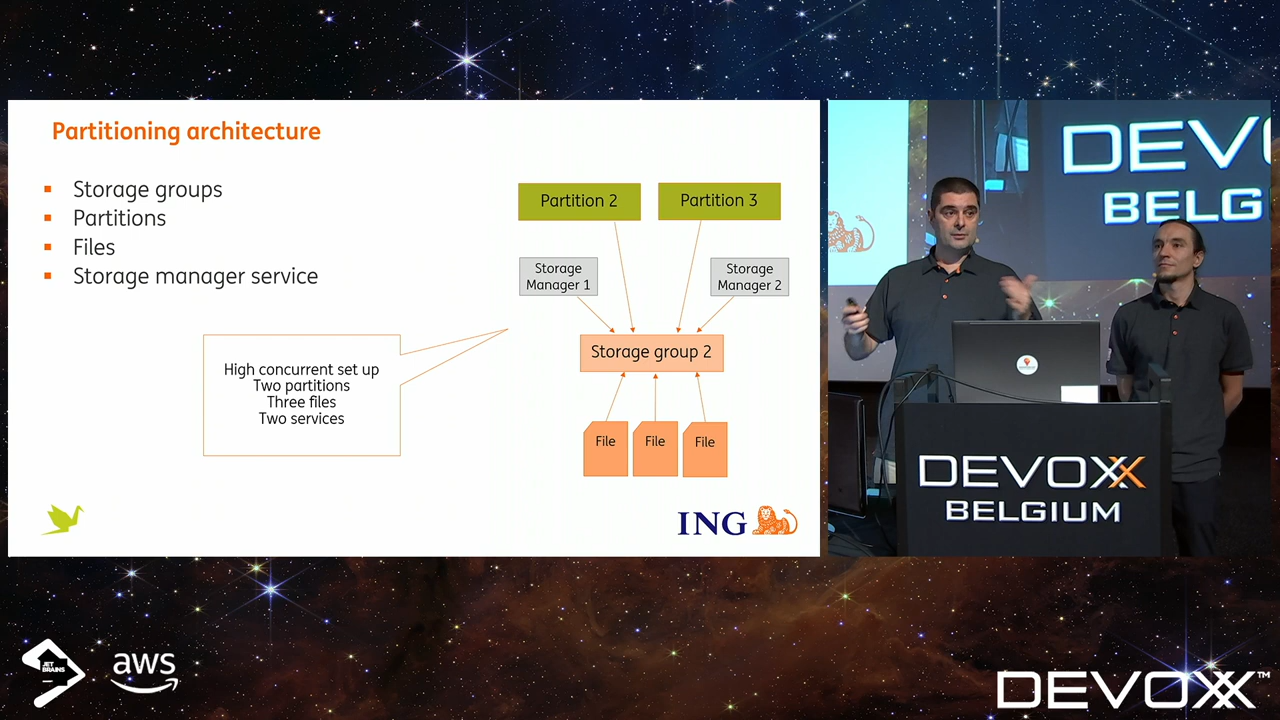 Partitioning architecture
Storage groups
Partitions
Files
Storage manager service
Partition 2
Partition 3
Storage
Manager 1
Storage
Manager 2
Storage group 2
High concurrent set up
Two partitions
Three files
Two services
File
File
File
ING
DEVO
BELG
DEVOXX
BELGIUM
JET
BRAINS
aws
DEVOXX™